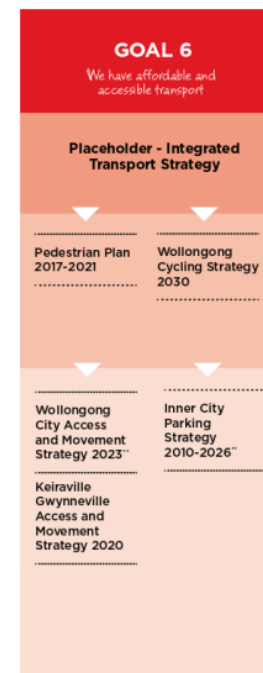 GOAL 6
We have affordable and
accessible transport
Placeholder - Integrated
Transport Strategy
Pedestrian Plan
2017-2021
Wollongong
Cycling Strategy
2030
Wollongong
City Access
and Movement
Strategy 2023**
Keiraville
Gwynneville
Access and
Movement
Strategy 2020
Inner City
Parking
Strategy
2010-2026**